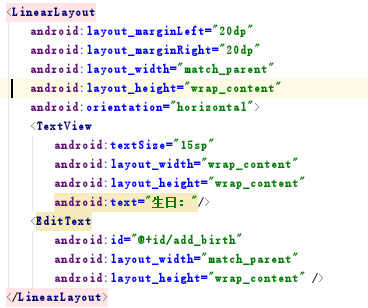 <LinearLayout
android:layout_marginLeft="20dp"
android:layout_marginRight="20dp"
android:layout_width="match_parent"
android:layout_height="wrap_content"
android:orientation="horizontal">
<TextView
android:textSize="15sp"
android:layout_width="wrap_content"
android:layout_height="wrap_content"
android:text="生日："/>
<EditText
android:id="@+id/add_birth"
android:layout_width="match_parent"
android:layout_height="wrap_content" />
</LinearLayout>